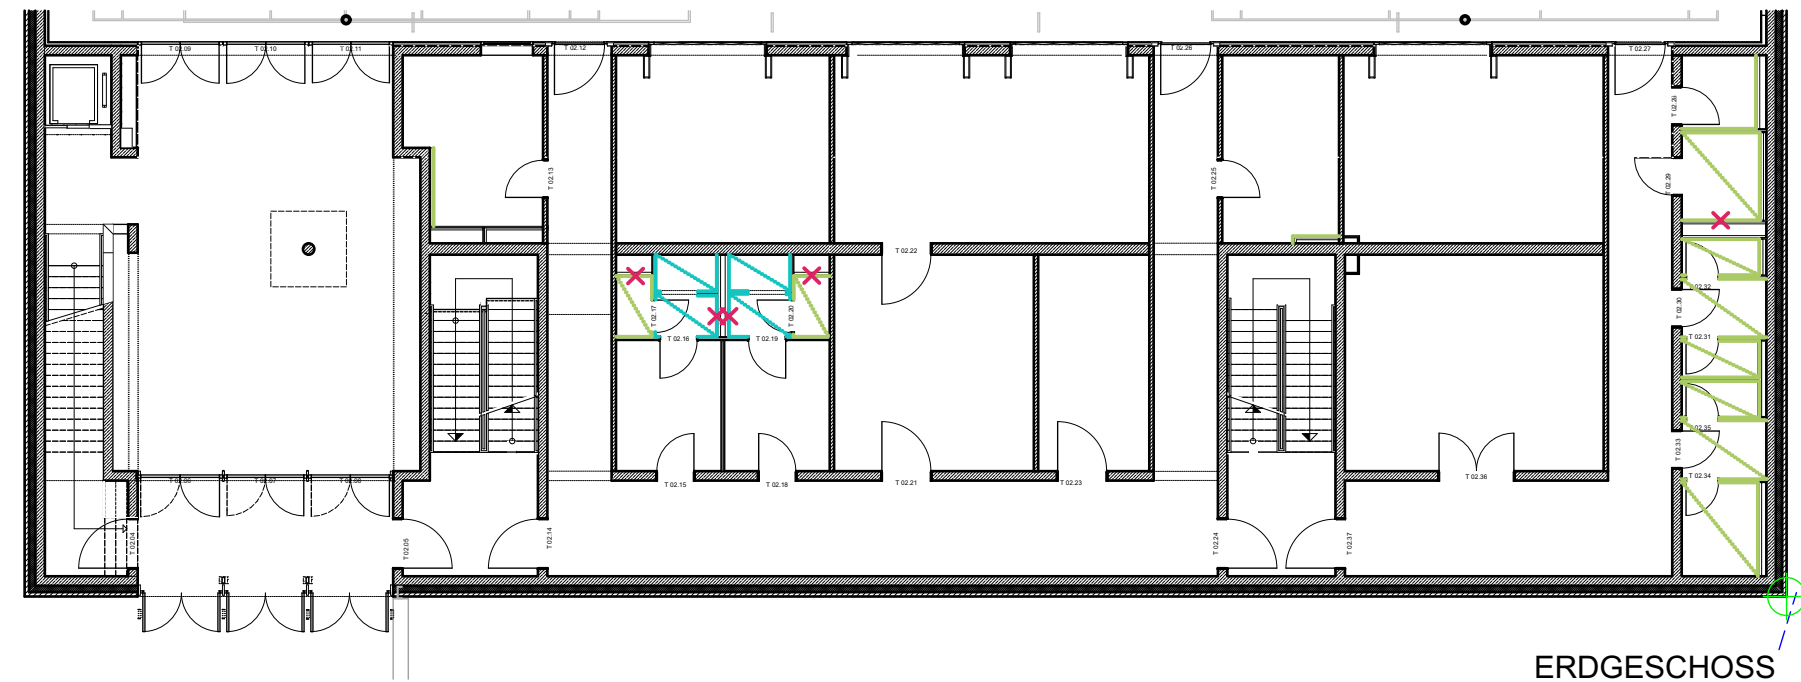 T 02.09
T 02.10
T 02.11
T 02.12
T 02.26
T 02.27
T 02.28
T 02.13
T 02.25
T 02.29
T 02.22
T 02.32
T 02.17
T 02.20
T 02.30
T 02.16
T 02.19
T 02.31
T 02.35
T 02.33
T 02.06
T 02.07
T 02.08
T 02.15
T 02.18
T 02.21
T 02.23
T 02.36
T 02.34
T 02.04
T 02.05
T 02.14
T 02.24
T 02.37
ERDGESCHOSS